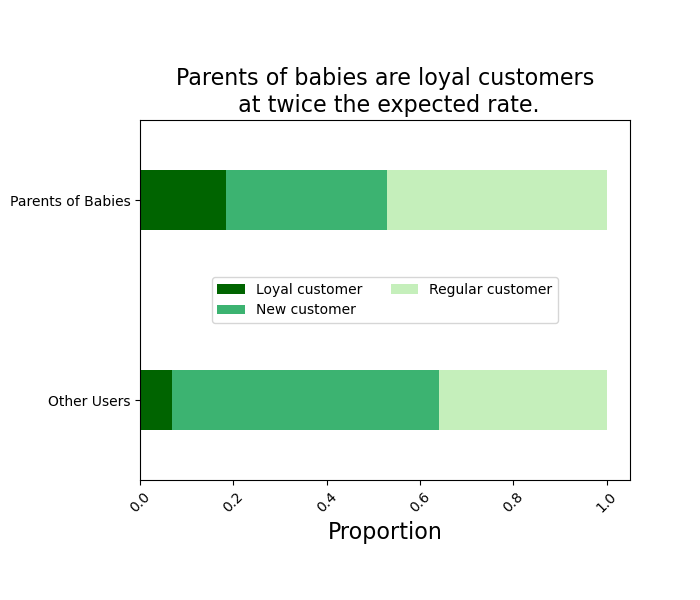 Parents of babies are loyal customers
at twice the expected rate.
Parents of Babies
Loyal customer
New customer
Regular customer
Other Users
0.0
0.2
0.4
0.6
0.8
1.0
Proportion